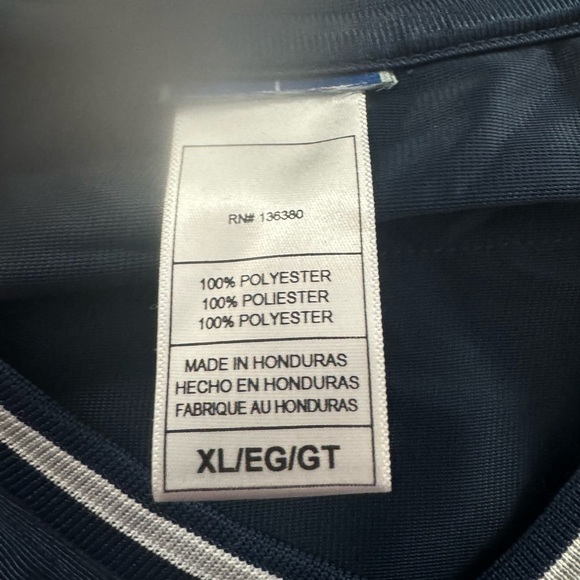 RN# 136380
100% POLYESTER
100% POLIESTER
100% POLYESTER
MADE IN HONDURAS
HECHO EN HONDURAS
FABRIQUE AU HONDURAS
XL/EG/GT